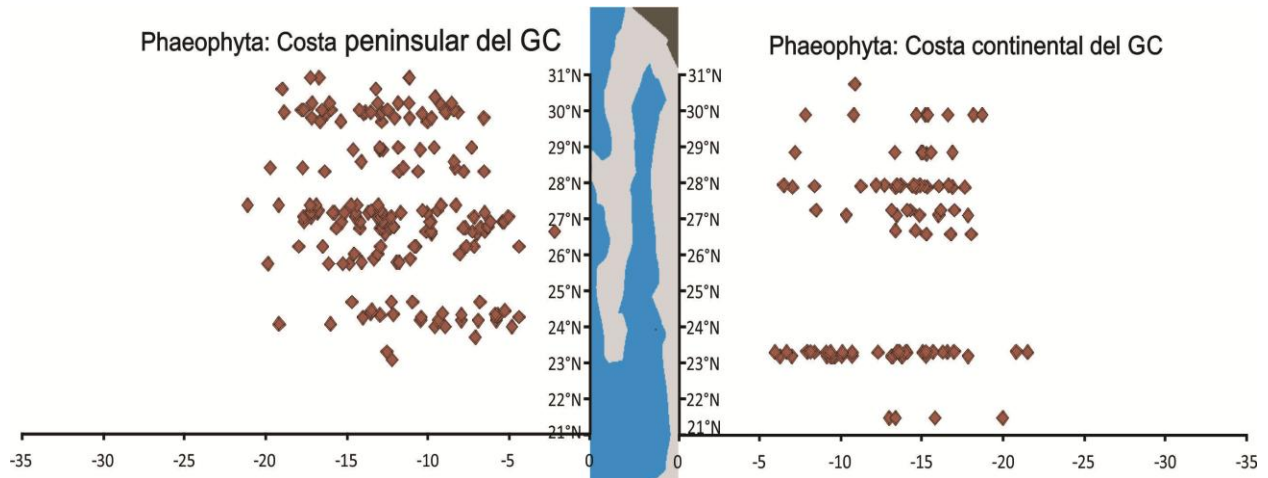 Phaeophyta: Costa peninsular del GC
Phaeophyta: Costa continental del GC
31°N 31°N
30°N 30°N
29°N 29°N
28°N 28°N
27°N 27°N
26°N 26°N
25°N 25°N
24°N 24°N
23°N 23°N
22°N 22°N
21°N 21°N
-35 -30 -25 -20 -15 -10 -5 0 0 -5 -10 -15 -20 -25 -30 -35